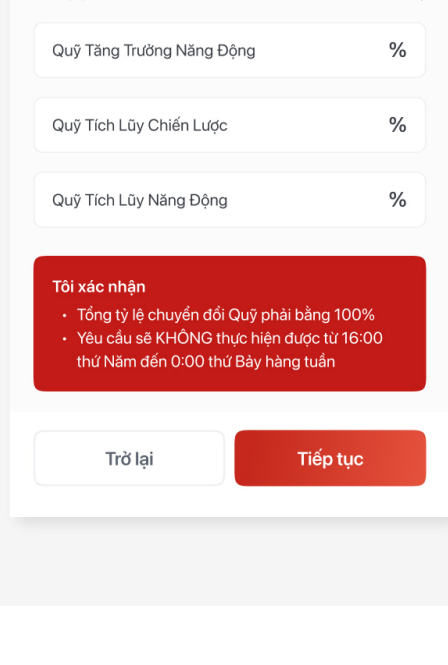 Quỹ Tăng Trưởng Năng Động %
Quỹ Tích Lũy Chiến Lược %
Quỹ Tích Lũy Năng Động %
Tôi xác nhận
• Tổng tỷ lệ chuyển đổi Quỹ phải bằng 100%
• Yêu cầu sẽ KHÔNG thực hiện được từ 16:00
thứ Năm đến 0:00 thứ Bảy hàng tuần
Trở lại
Tiếp tục